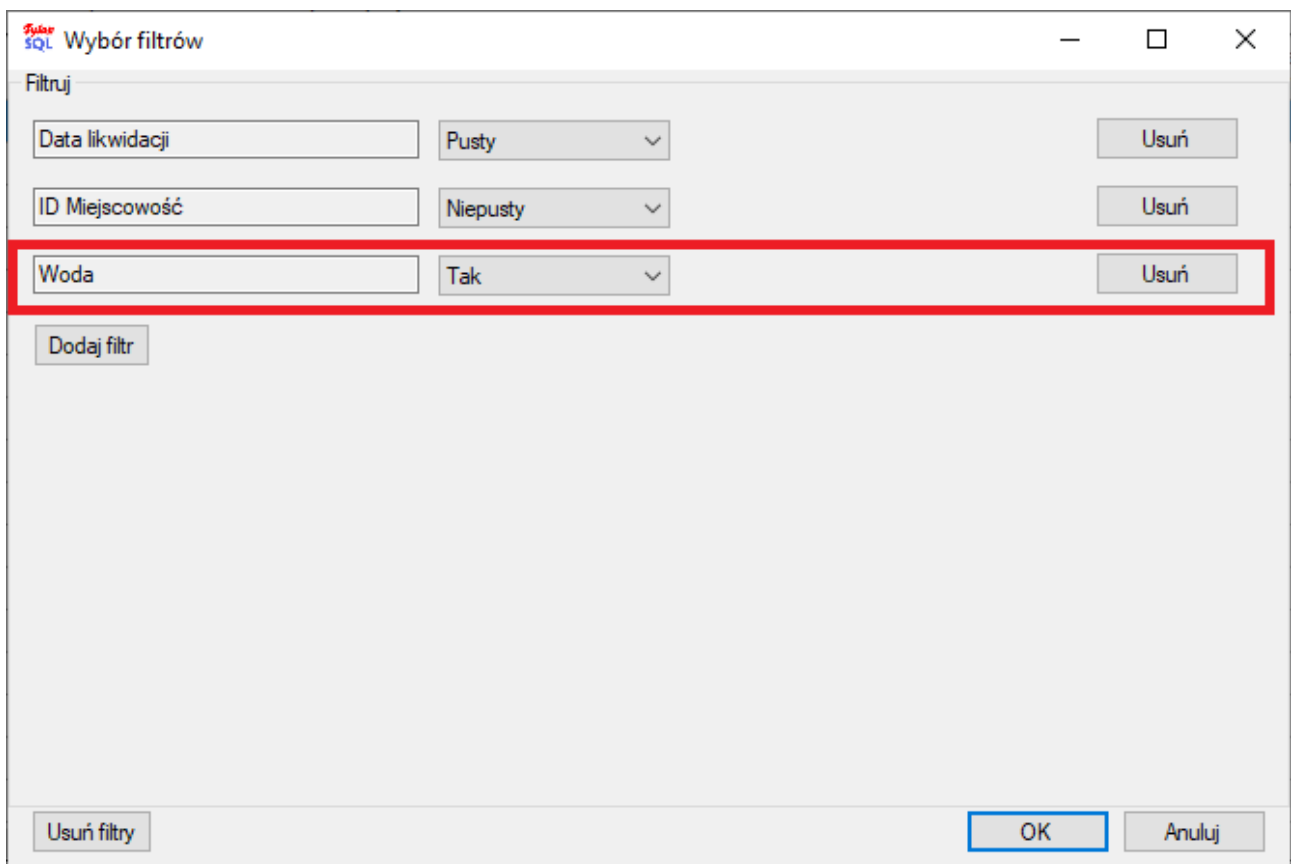 Tylar
SQL Wybór filtrów
Filtruj
Data likwidacji Pusty Usuń
ID Miejscowość Niepusty Usuń
Woda Tak Usuń
Dodaj filtr
Usuń filtry OK Anuluj